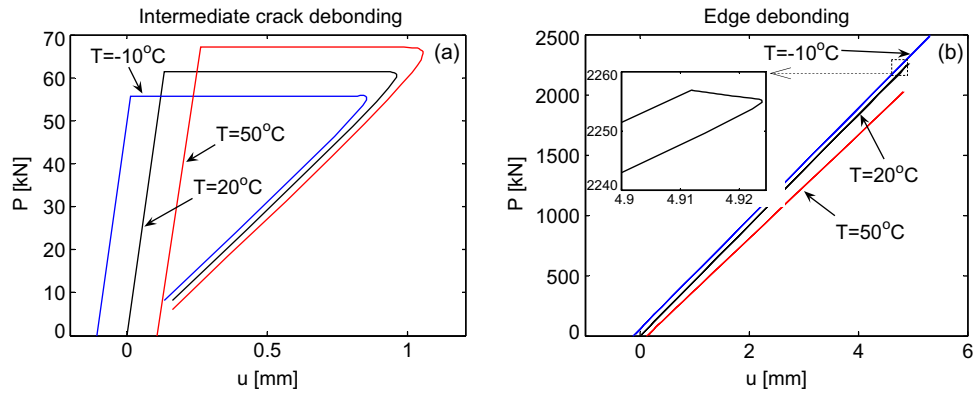 Intermediate crack debonding
(a)
T=-10°C
T=50°C
T=20°C
P [kN]
70
60
50
40
30
20
10
0
0
0.5
1
u [mm]
Edge debonding
(b)
T=-10°C
T=20°C
T=50°C
P [kN]
2500
2000
1500
1000
500
0
0
2
4
6
u [mm]
2260
2250
2240
4.9
4.91
4.92